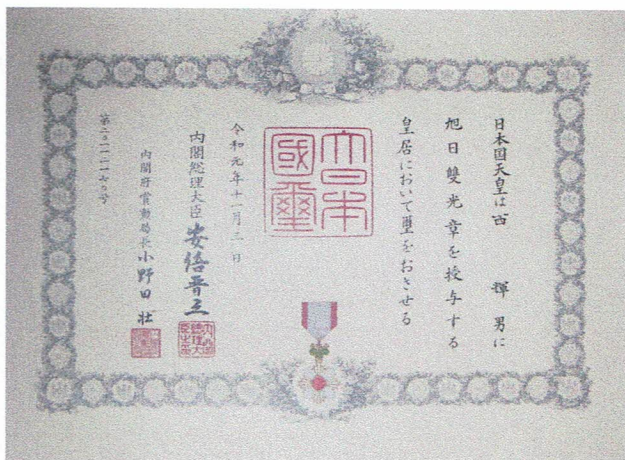 日本国天皇は西 輝男に
旭日雙光章を授与する
皇居において璽をおさせる
大日本國璽
令和元年十一月三日
内閣総理大臣 安倍晋三
内閣府賞勲局長 小野田壮